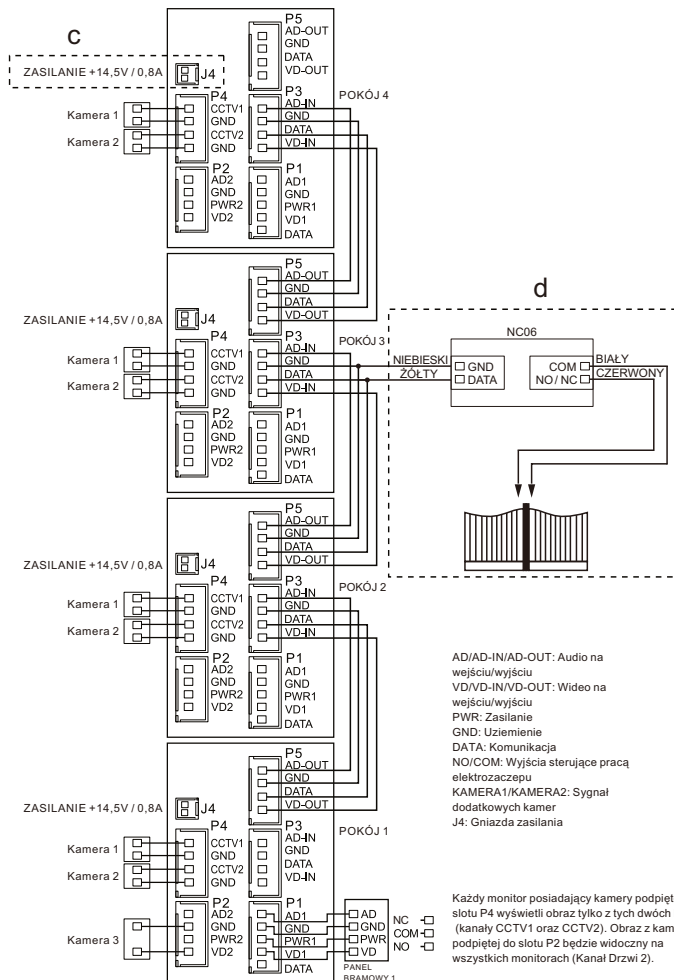 c
ZASILANIE +14,5V / 0,8A
J4
P5
AD-OUT
GND
DATA
VD-OUT
POKÓJ 4
P4
CCTV1
GND
CCTV2
GND
Kamera 1
Kamera 2
P3
AD-IN
GND
DATA
VD-IN
P2
AD2
GND
PWR2
VD2
P1
AD1
GND
PWR1
VD1
DATA
P5
AD-OUT
GND
DATA
VD-OUT
ZASILANIE +14,5V / 0,8A
J4
POKÓJ 3
P4
CCTV1
GND
CCTV2
GND
Kamera 1
Kamera 2
P3
AD-IN
GND
DATA
VD-IN
P2
AD2
GND
PWR2
VD2
P1
AD1
GND
PWR1
VD1
DATA
d
NC06
NIEBIESKI
ŻÓŁTY
GND
DATA
COM
NO / NC
BIAŁY
CZERWONY
P5
AD-OUT
GND
DATA
VD-OUT
ZASILANIE +14,5V / 0,8A
J4
POKÓJ 2
P4
CCTV1
GND
CCTV2
GND
Kamera 1
Kamera 2
P3
AD-IN
GND
DATA
VD-IN
P2
AD2
GND
PWR2
VD2
P1
AD1
GND
PWR1
VD1
DATA
P5
AD-OUT
GND
DATA
VD-OUT
ZASILANIE +14,5V / 0,8A
J4
POKÓJ 1
P4
CCTV1
GND
CCTV2
GND
Kamera 1
Kamera 2
P3
AD-IN
GND
DATA
VD-IN
Kamera 3
P2
AD2
GND
PWR2
VD2
P1
AD1
GND
PWR1
VD1
DATA
AD
GND
PWR
VD
PANEL
BRAMOWY 1
NC
COM
NO
AD/AD-IN/AD-OUT: Audio na
wejściu/wyjściu
VD/VD-IN/VD-OUT: Wideo na
wejściu/wyjściu
PWR: Zasilanie
GND: Uziemienie
DATA: Komunikacja
NO/COM: Wyjścia sterujące pracą
elektrozaczepu
KAMERA1/KAMERA2: Sygnał
dodatkowych kamer
J4: Gniazda zasilania
Każdy monitor posiadający kamery podpięt
slotu P4 wyświetli obraz tylko z tych dwóch
(kanały CCTV1 oraz CCTV2). Obraz z kam
podpiętej do slotu P2 będzie widoczny na
wszystkich monitorach (Kanał Drzwi 2).